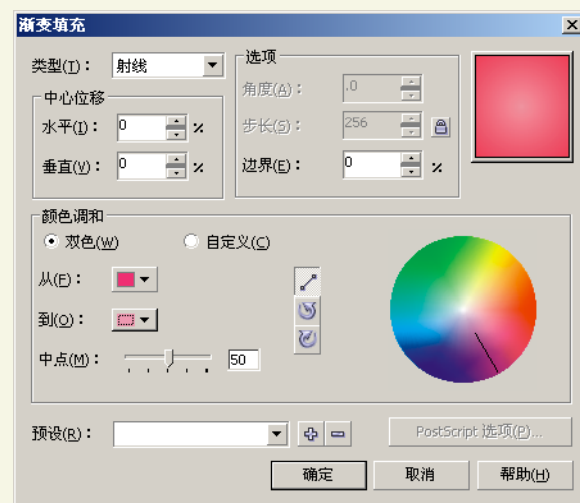 渐变填充
类型(T)： 射线
中心位移
水平(I)： 0 %
垂直(V)： 0 %
选项
角度(A)： .0
步长(S)： 256
边界(E)： 0 %
颜色调和
双色(W) 自定义(C)
从(F)：
到(O)：
中点(M)： 50
预设(R)：
PostScript 选项(P)...
确定 取消 帮助(H)